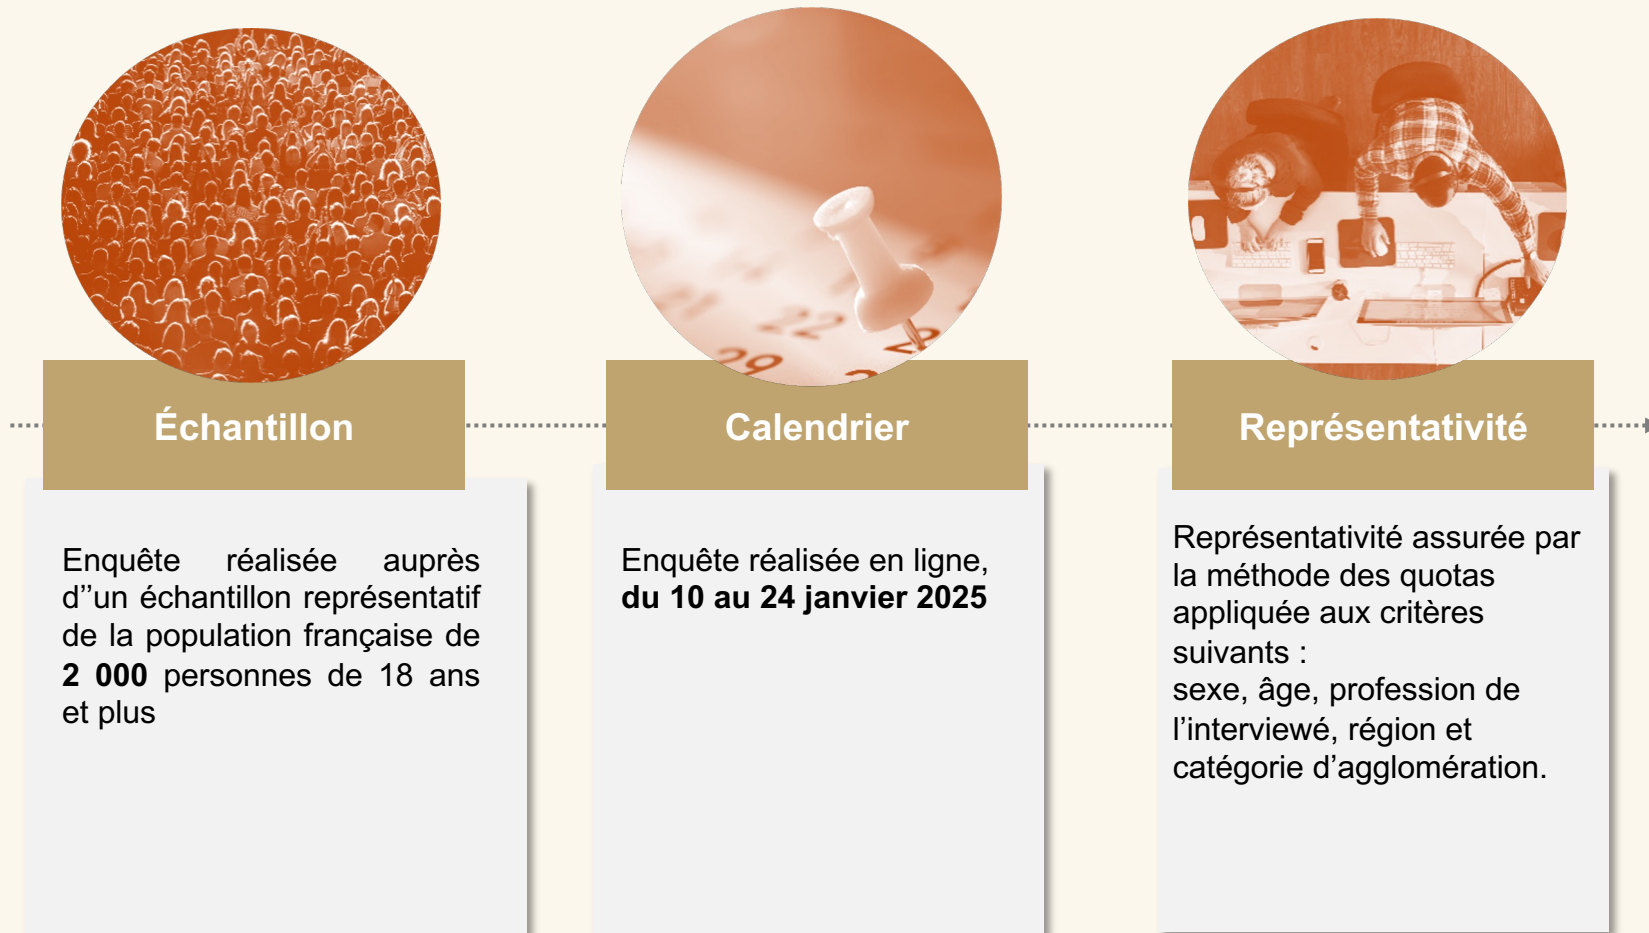 Échantillon
Enquête réalisée auprès
d''un échantillon représentatif
de la population française de
2 000 personnes de 18 ans
et plus
22
29
Calendrier
Enquête réalisée en ligne,
du 10 au 24 janvier 2025
Représentativité
Représentativité assurée par
la méthode des quotas
appliquée aux critères
suivants :
sexe, âge, profession de
l’interviewé, région et
catégorie d’agglomération.